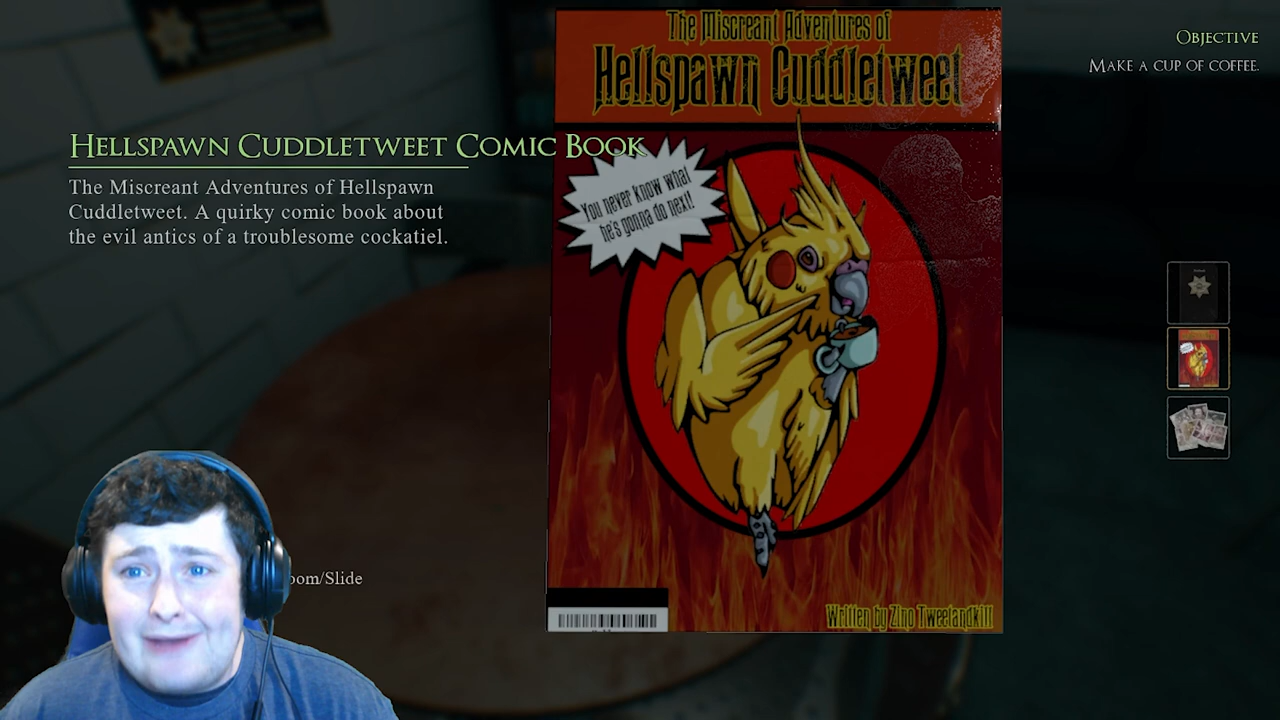 The Miscreant Adventures of
Hellspawn Cuddletweet
OBJECTIVE
MAKE A CUP OF COFFEE.
HELLSPAWN CUDDLETWEET COMIC BOOK
The Miscreant Adventures of Hellspawn
Cuddletweet. A quirky comic book about
the evil antics of a troublesome cockatiel.
You never know what
he's gonna do next!
oom/Slide
Written by Zino Tweetandkill